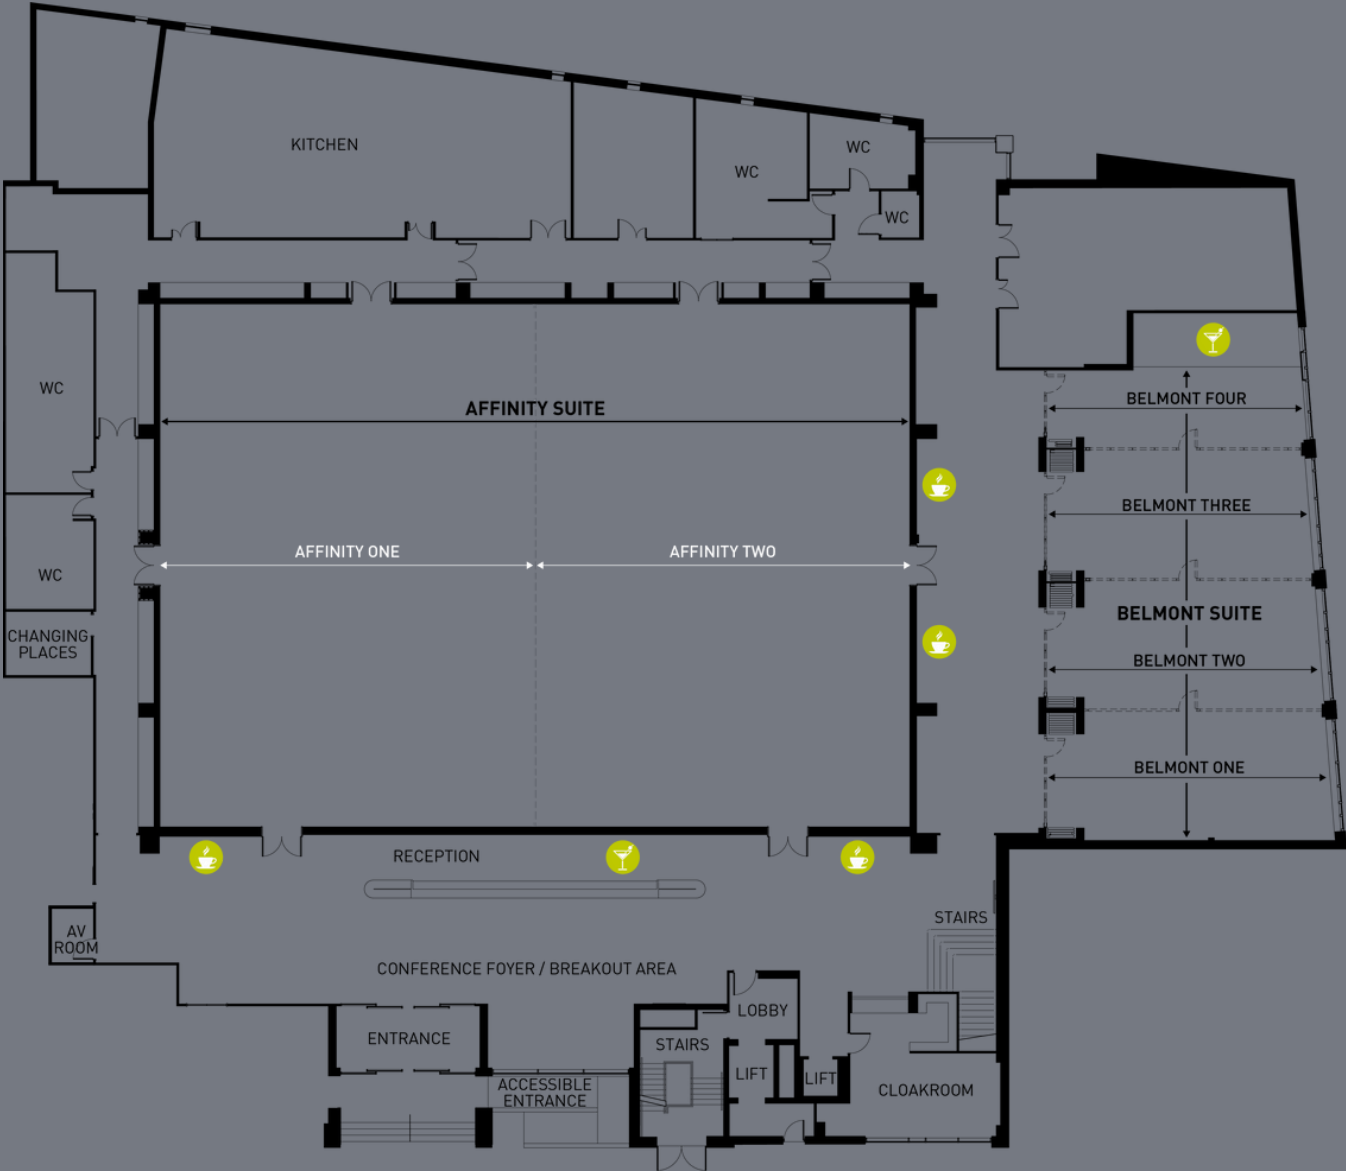 KITCHEN
WC
WC
WC
WC
AFFINITY SUITE
BELMONT FOUR
BELMONT THREE
AFFINITY ONE
AFFINITY TWO
WC
CHANGING
PLACES
BELMONT SUITE
BELMONT TWO
BELMONT ONE
RECEPTION
STAIRS
AV
ROOM
CONFERENCE FOYER / BREAKOUT AREA
LOBBY
ENTRANCE
STAIRS
LIFT
LIFT
ACCESSIBLE
ENTRANCE
CLOAKROOM